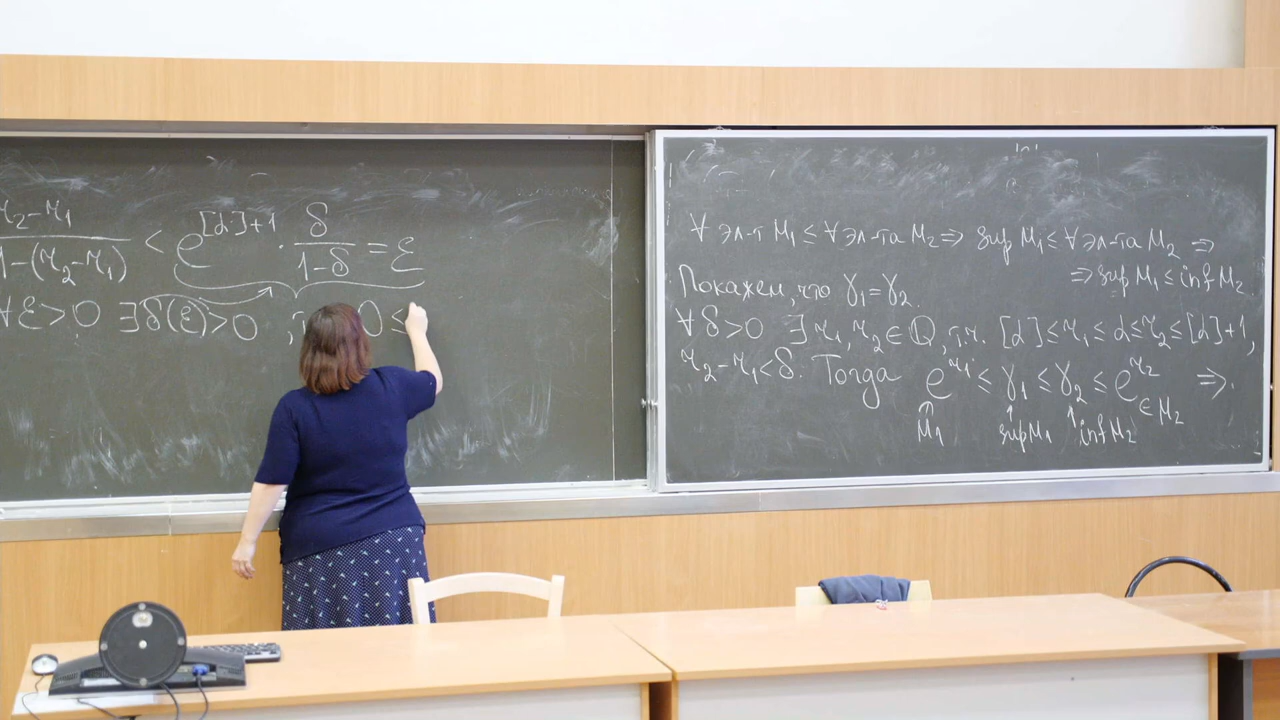 r₂-r₁
/ 1-(r₂-r₁) < e^{[α]+1} · δ/(1-δ) = ε
∀ε>0 ∃δ(ε)>0, 0 ≤
∀ эл-т M₁ ≤ ∀ эл-та M₂ ⇒ sup M₁ ≤ ∀ эл-та M₂ ⇒
⇒ sup M₁ ≤ inf M₂
Покажем, что γ₁=γ₂.
∀ δ>0 ∃ r₁, r₂ ∈ ℚ, т.ч. [α] ≤ r₁ ≤ α ≤ r₂ ≤ [α]+1,
r₂-r₁<δ. Тогда e^{r₁} ≤ γ₁ ≤ γ₂ ≤ e^{r₂} ∈ M₂ ⇒
M₁ sup M₁ inf M₂